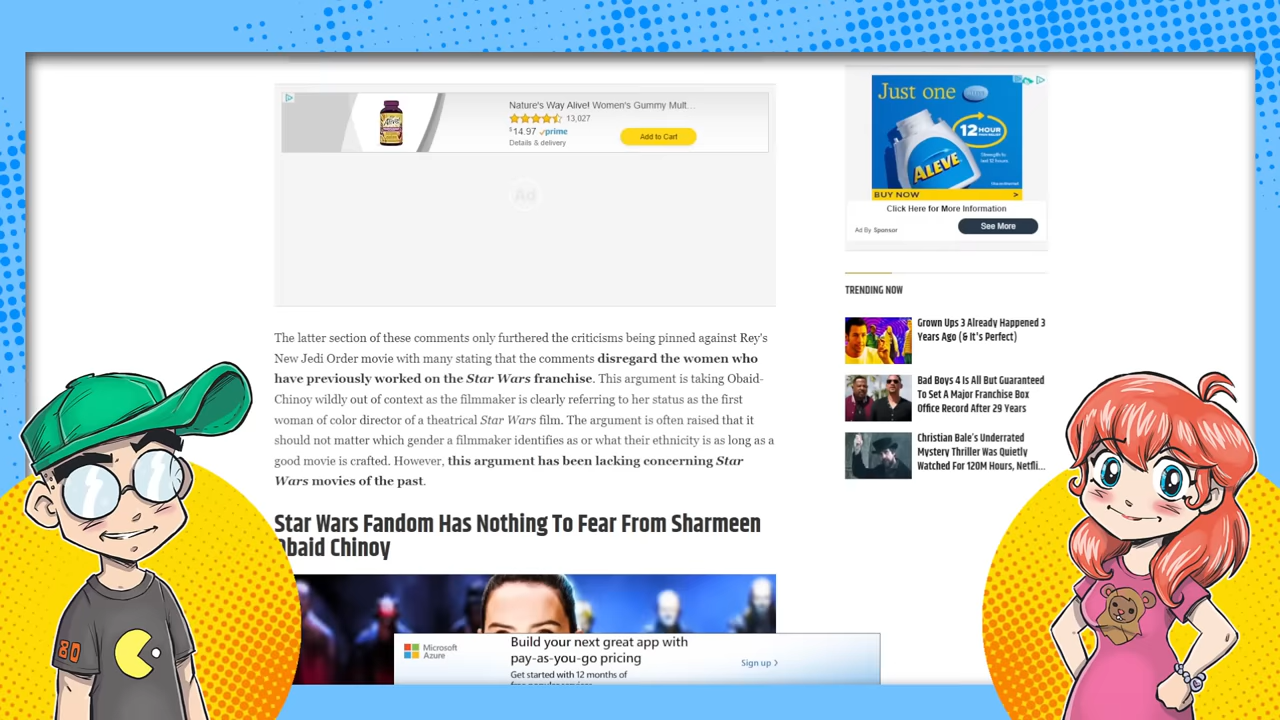 Nature's Way Alive! Women's Gummy Mult...
13,027
$14.97 prime
Add to Cart
Details & delivery
Ad
The latter section of these comments only furthered the criticisms being pinned against Rey's
New Jedi Order movie with many stating that the comments disregard the women who
have previously worked on the Star Wars franchise. This argument is taking Obaid-
Chinoy wildly out of context as the filmmaker is clearly referring to her status as the first
woman of color director of a theatrical Star Wars film. The argument is often raised that it
should not matter which gender a filmmaker identifies as or what their ethnicity is as long as a
good movie is crafted. However, this argument has been lacking concerning Star
Wars movies of the past.
Star Wars Fandom Has Nothing To Fear From Sharmeen
Obaid Chinoy
Microsoft
Azure
Build your next great app with
pay-as-you-go pricing
Get started with 12 months of
Sign up >
Just one
12
HOUR
Strength to
last 12 hours
ALEVE
BUY NOW >
Click Here for More Information
Ad By Sponsor
See More
TRENDING NOW
Grown Ups 3 Already Happened 3
Years Ago (& It's Perfect)
Bad Boys 4 Is All But Guaranteed
To Set A Major Franchise Box
Office Record After 29 Years
Christian Bale's Underrated
Mystery Thriller Was Quietly
Watched For 120M Hours, Netfli...
80